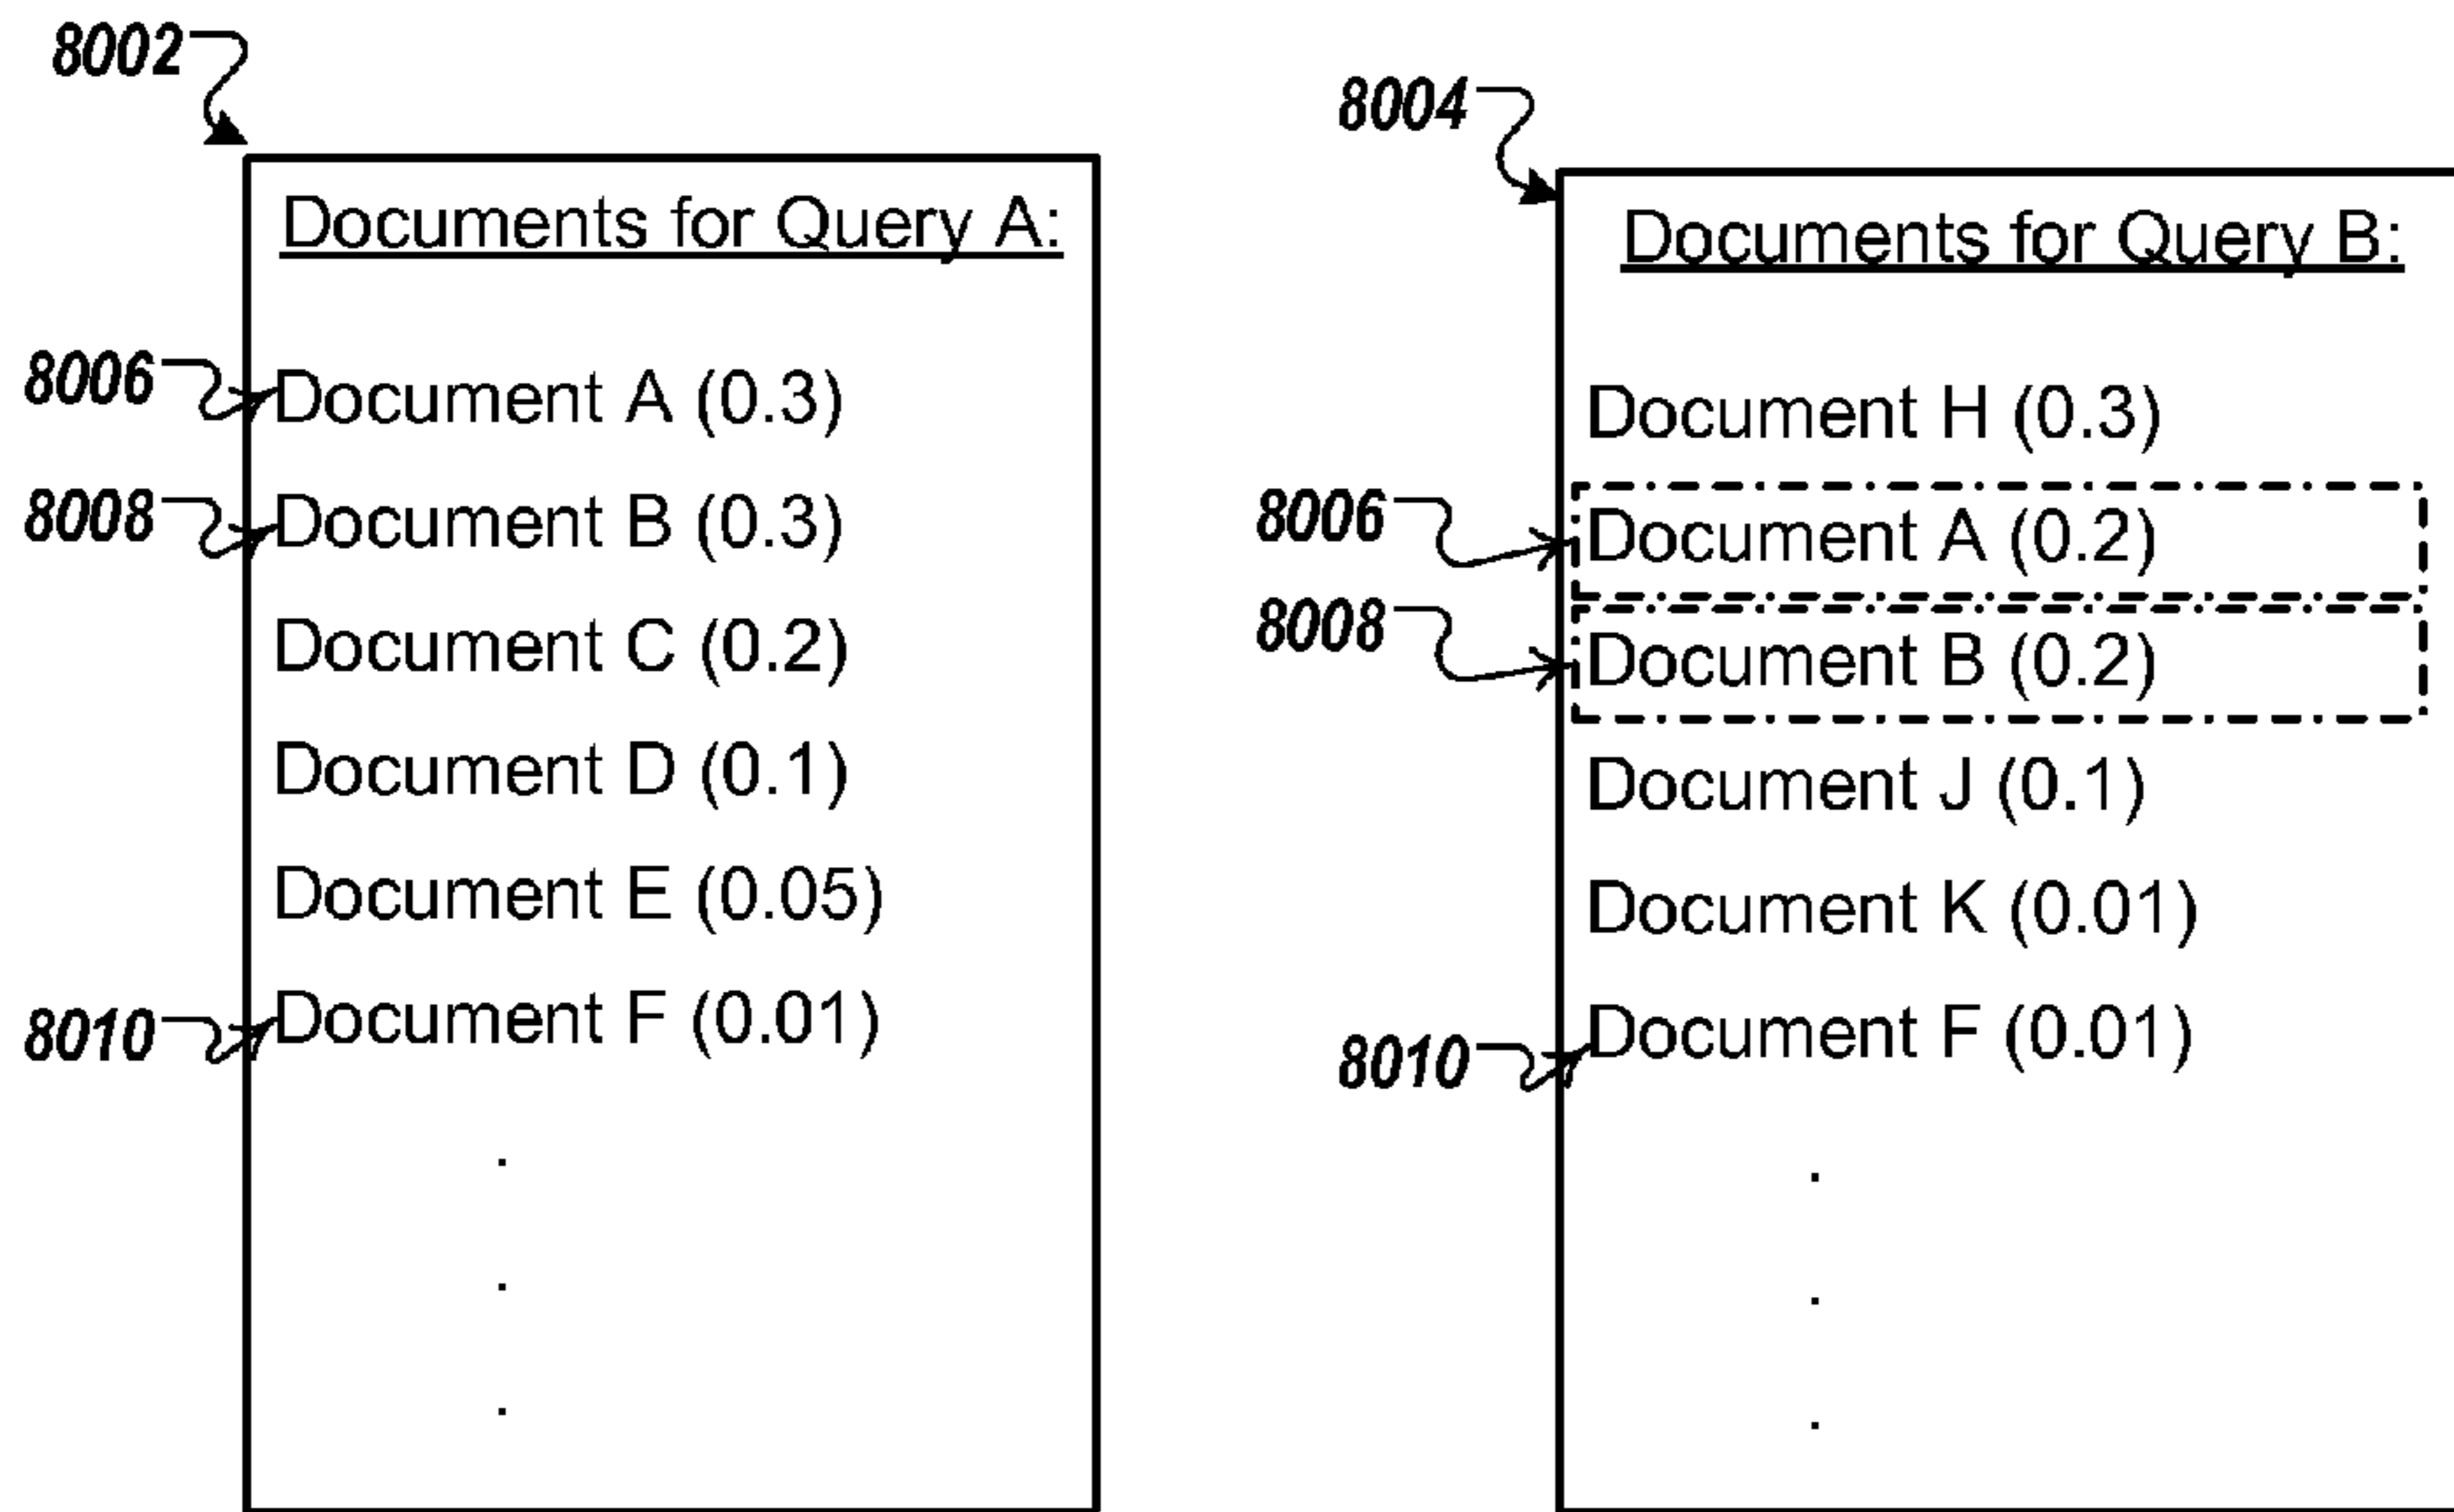 8002
Documents for Query A:
8006
Document A (0.3)
8008
Document B (0.3)
Document C (0.2)
Document D (0.1)
Document E (0.05)
8010
Document F (0.01)
.
.
.
8004
Documents for Query B:
Document H (0.3)
8006
Document A (0.2)
8008
Document B (0.2)
Document J (0.1)
Document K (0.01)
8010
Document F (0.01)
.
.
.